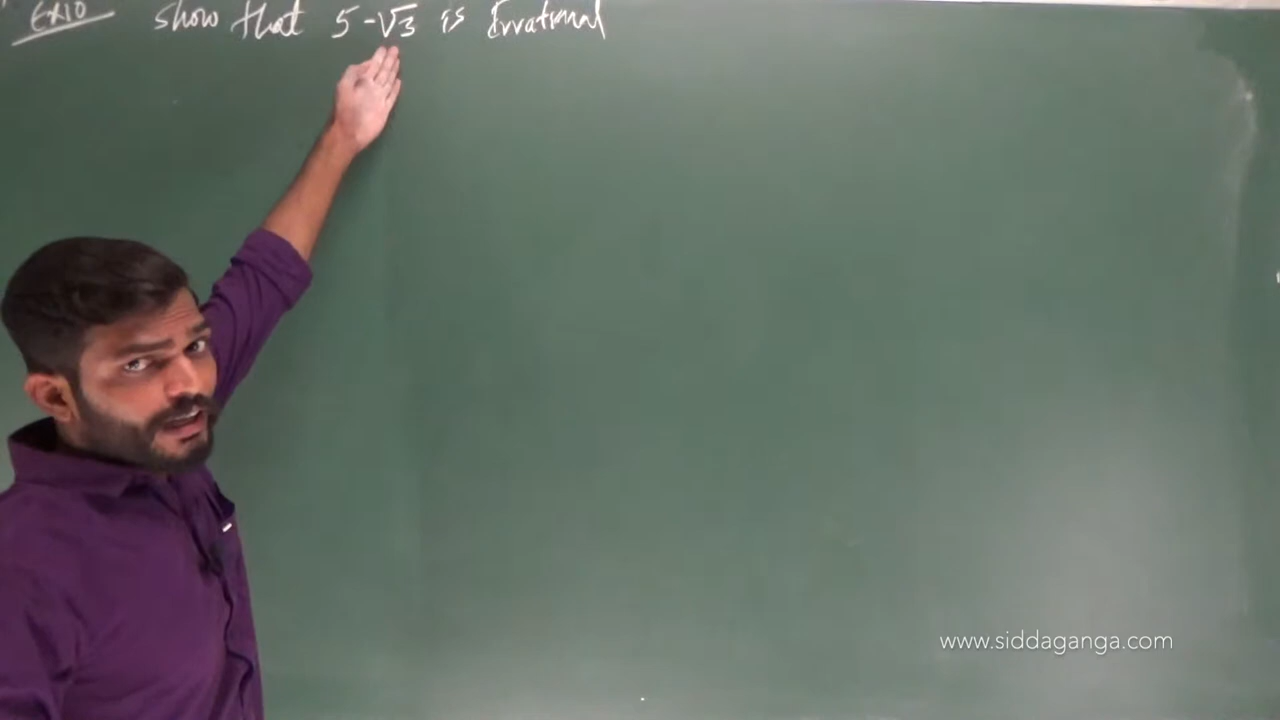 Ex10 show that 5 - √3 is Irrational
www.siddaganga.com